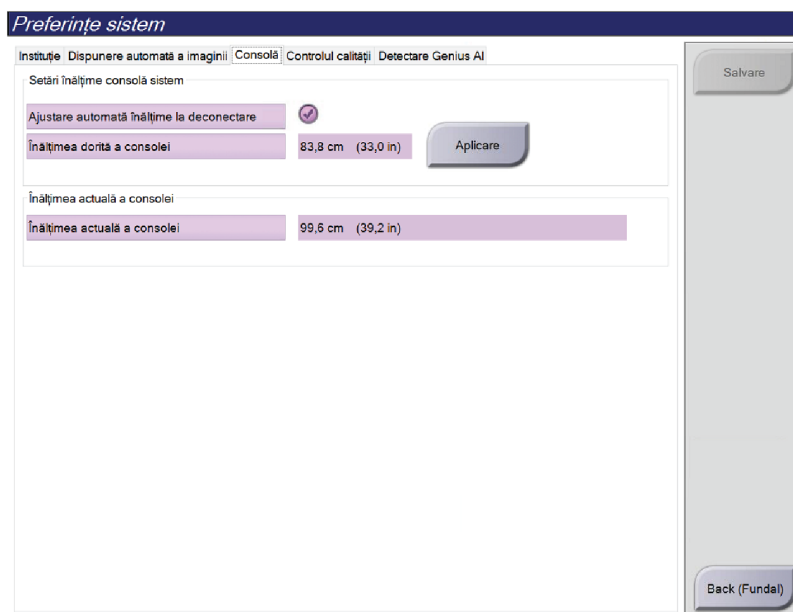 Preferințe sistem
Instituție Dispunere automată a imaginii Consolă Controlul calității Detectare Genius AI
Salvare
Setări înălțime consolă sistem
Ajustare automată înălțime la deconectare
Înălțimea dorită a consolei 83,8 cm (33,0 in) Aplicare
Înălțimea actuală a consolei
Înălțimea actuală a consolei 99,6 cm (39,2 in)
Back (Fundal)